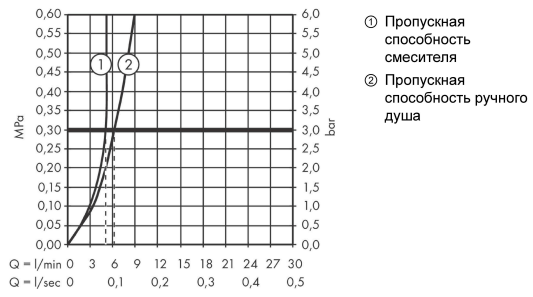 0,60
0,55
0,50
0,45
0,40
0,35
0,30
0,25
0,20
0,15
0,10
0,05
0,00
MPa
6,0
5,5
5,0
4,5
4,0
3,5
3,0
2,5
2,0
1,5
1,0
0,5
0,0
bar
1 2
Q = l/min 0 3 6 9 12 15 18 21 24 27 30
Q = l/sec 0 0,1 0,2 0,3 0,4 0,5
① Пропускная
способность
смесителя
② Пропускная
способность ручного
душа